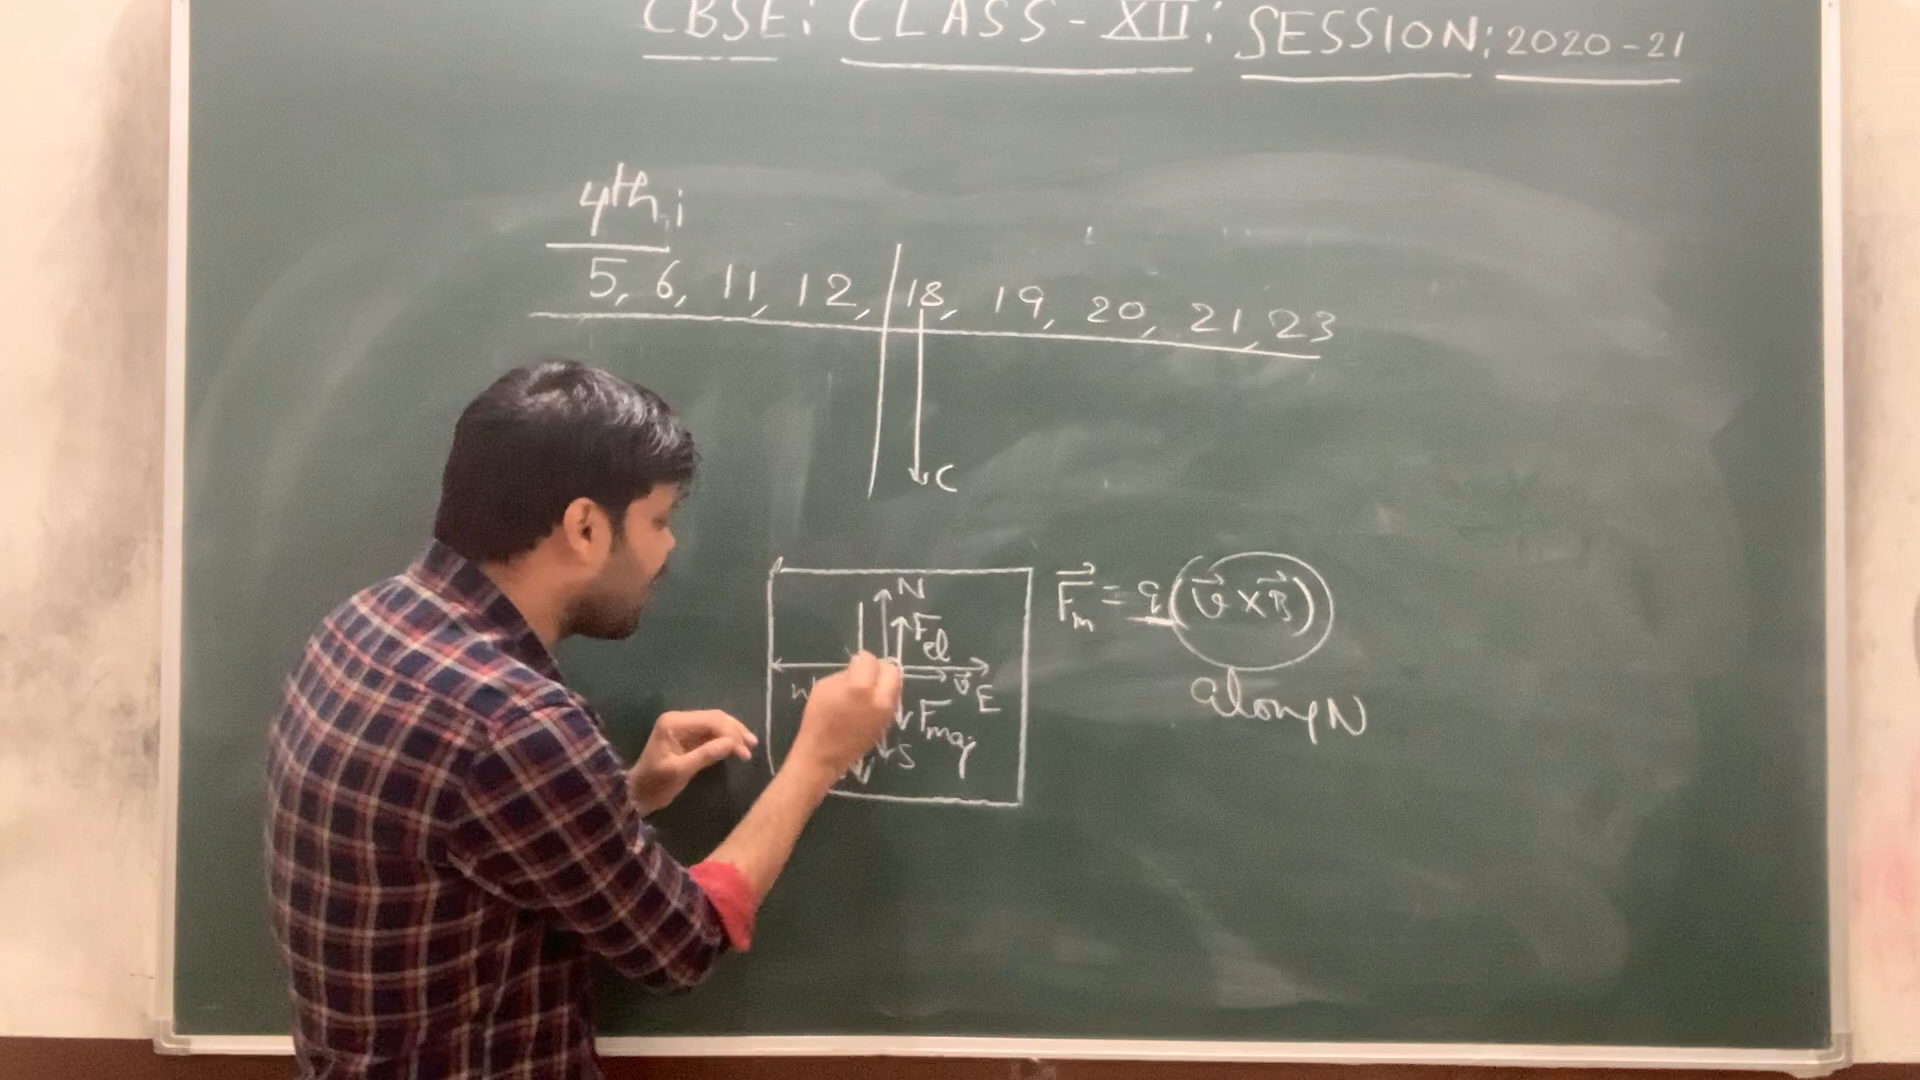 CBSE: CLASS-XII: SESSION: 2020-21
4th:
5, 6, 11, 12, 18, 19, 20, 21, 23
C
N
Fel
v E
Fmag
S
Fm = q(v × B)
along N